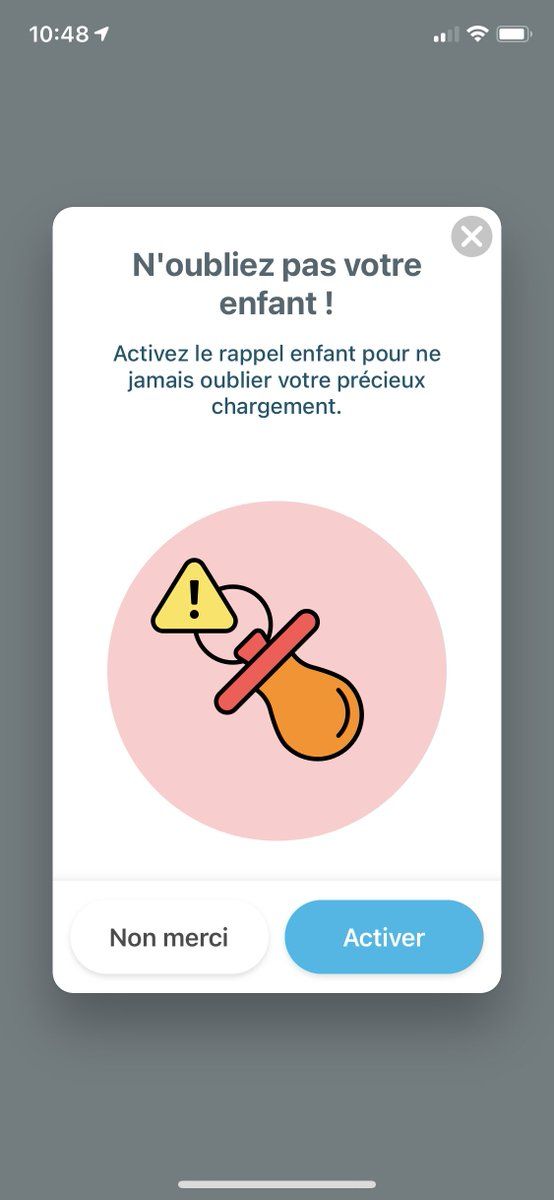 10:48
N'oubliez pas votre
enfant !
Activez le rappel enfant pour ne
jamais oublier votre précieux
chargement.
!
Non merci
Activer